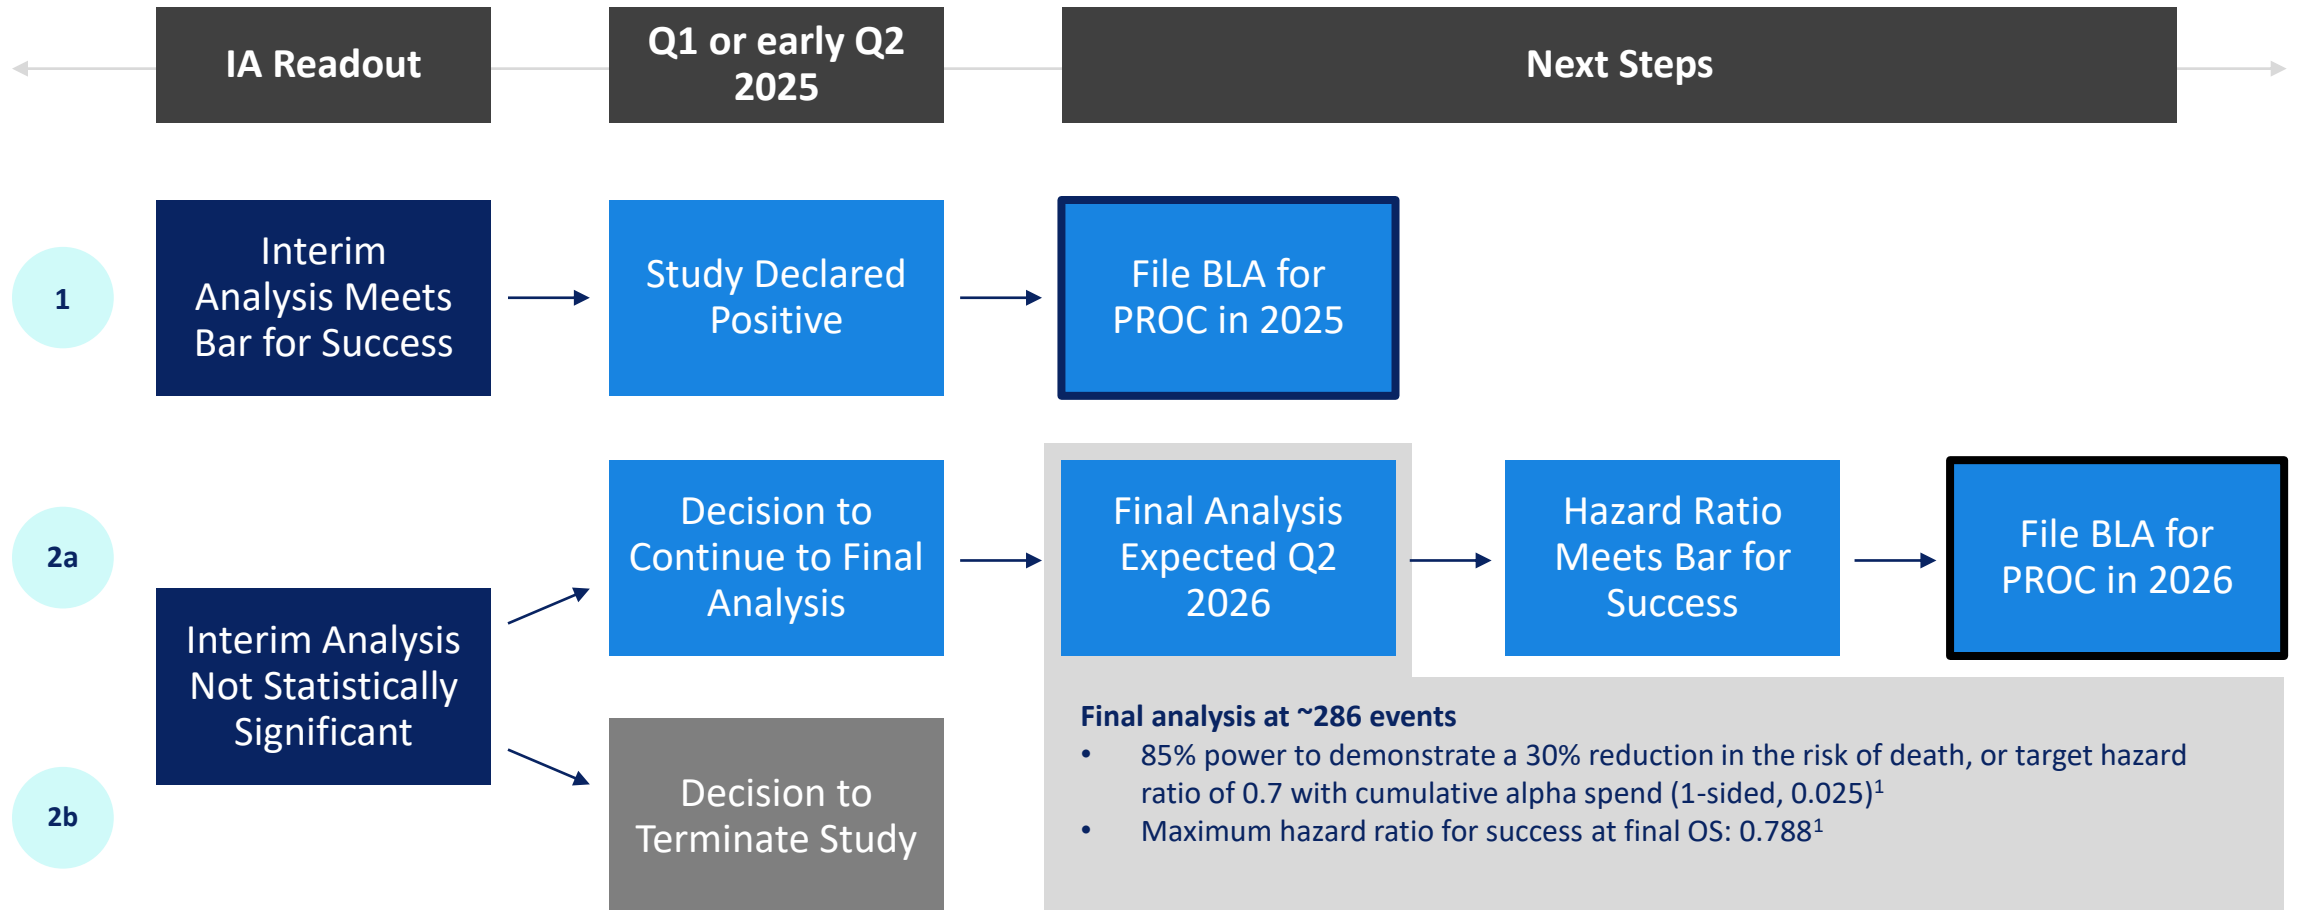 IA Readout
Q1 or early Q2
2025
Next Steps
1
Interim
Analysis Meets
Bar for Success
Study Declared
Positive
File BLA for
PROC in 2025
2a
Interim Analysis
Not Statistically
Significant
Decision to
Continue to Final
Analysis
Final Analysis
Expected Q2
2026
Hazard Ratio
Meets Bar for
Success
File BLA for
PROC in 2026
2b
Decision to
Terminate Study
Final analysis at ~286 events
• 85% power to demonstrate a 30% reduction in the risk of death, or target hazard
ratio of 0.7 with cumulative alpha spend (1-sided, 0.025)¹
• Maximum hazard ratio for success at final OS: 0.788¹